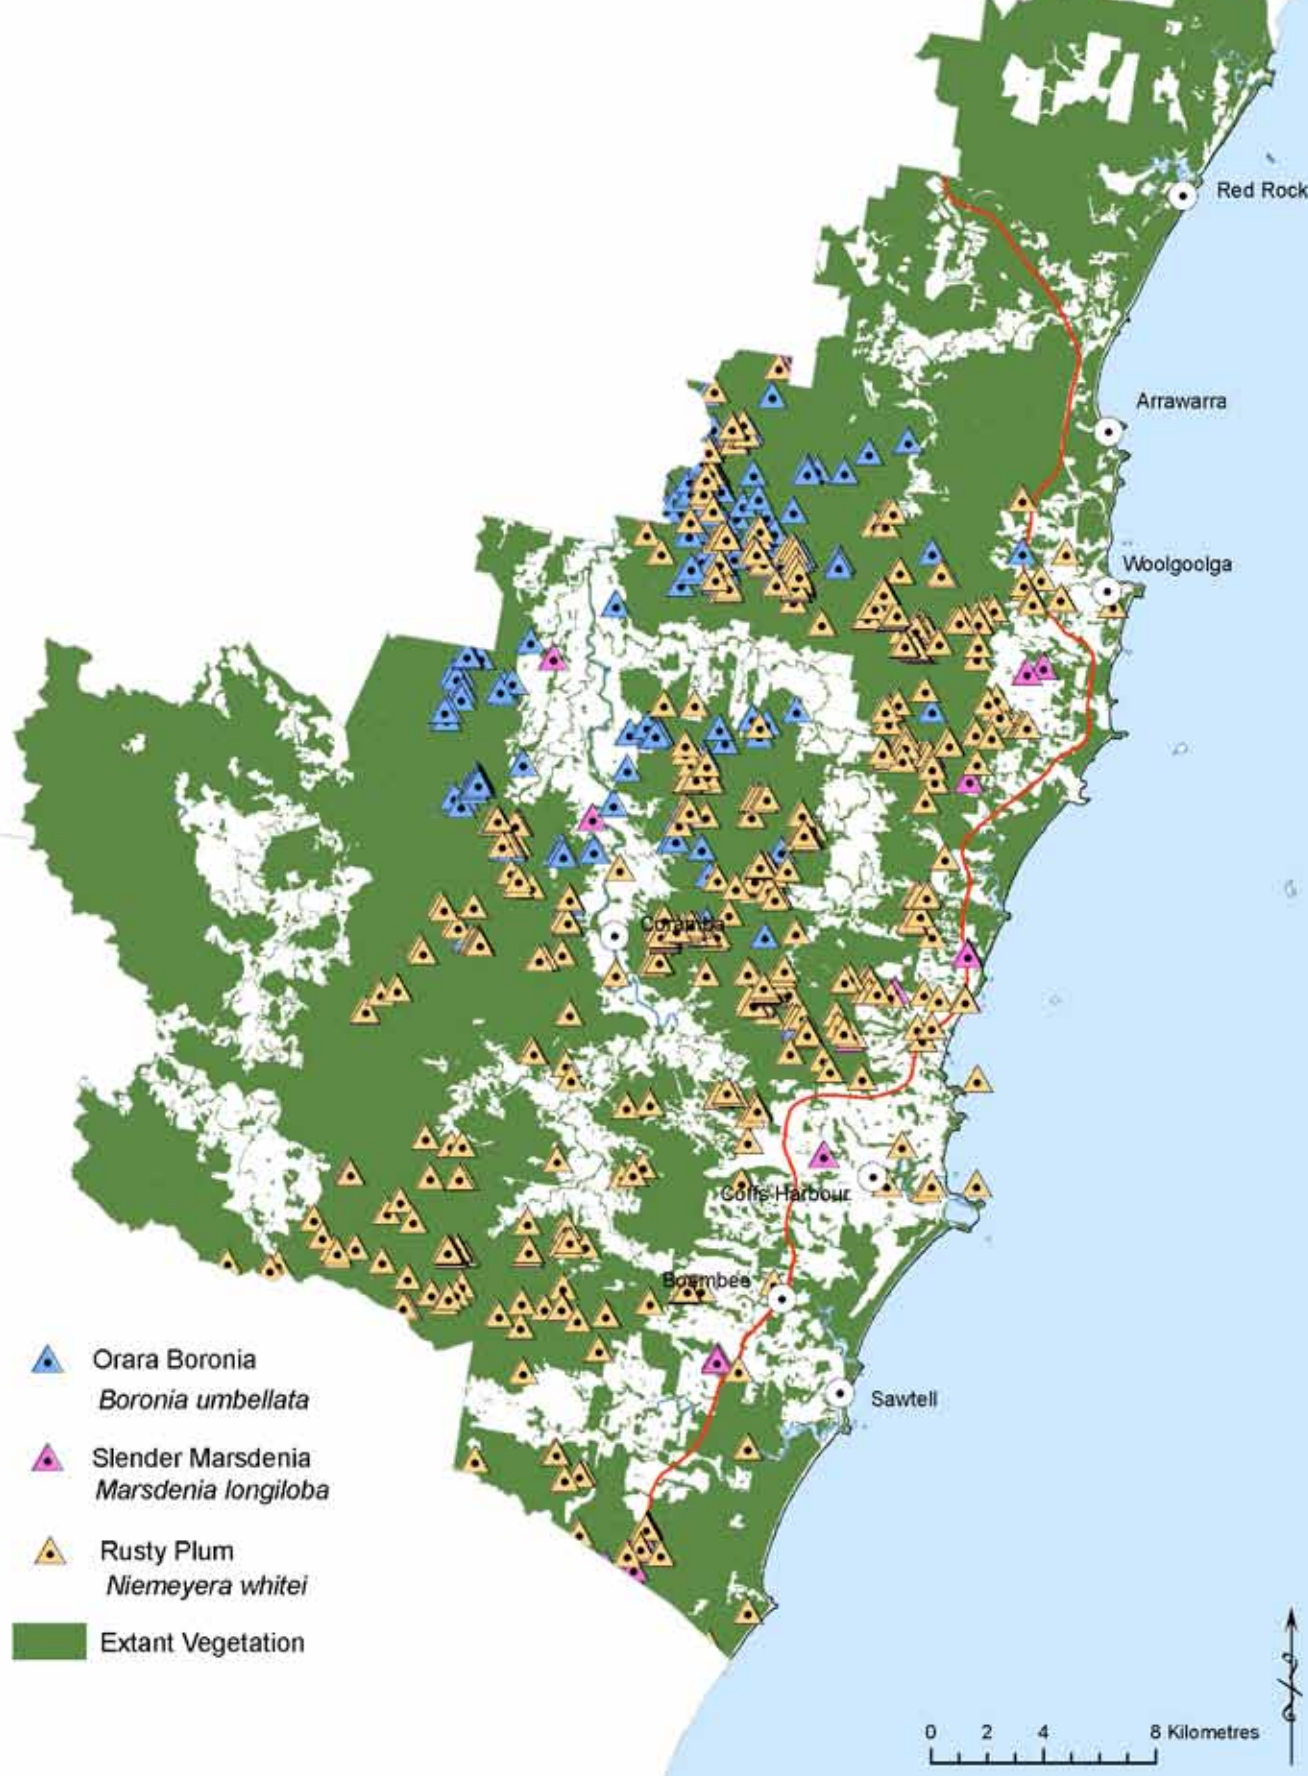 Red Rock
Arrawarra
Woolgoolga
Coramba
Coffs Harbour
Boambee
Sawtell
Orara Boronia
Boronia umbellata
Slender Marsdenia
Marsdenia longiloba
Rusty Plum
Niemeyera whitei
Extant Vegetation
0 2 4 8 Kilometres